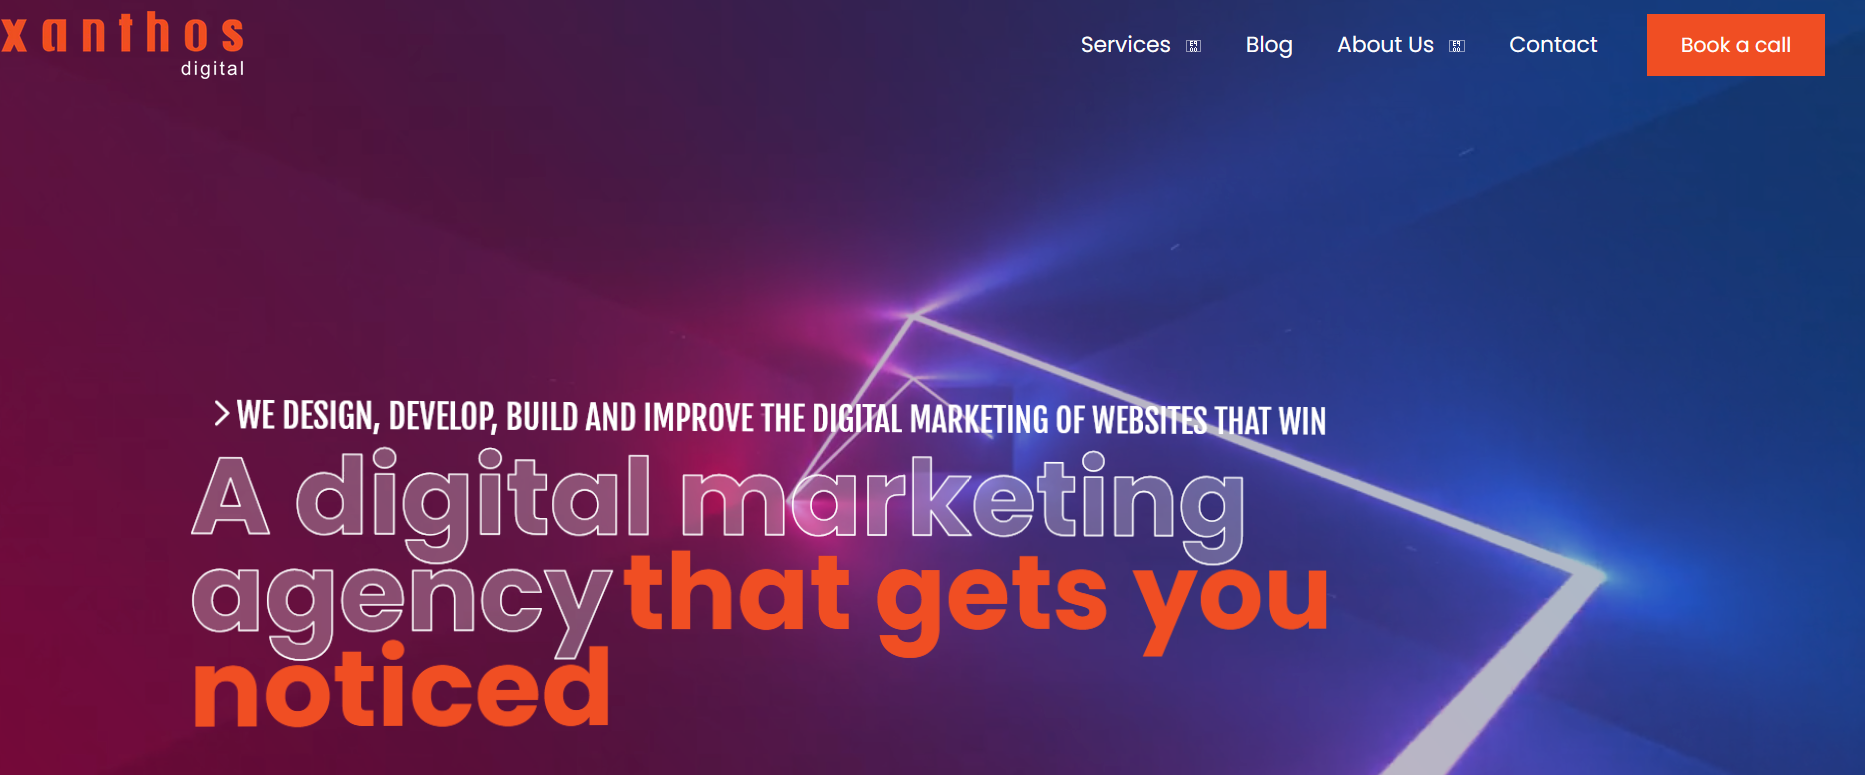 xanthos
digital
Services Blog About Us Contact Book a call
> WE DESIGN, DEVELOP, BUILD AND IMPROVE THE DIGITAL MARKETING OF WEBSITES THAT WIN
A digital marketing
agency that gets you
noticed